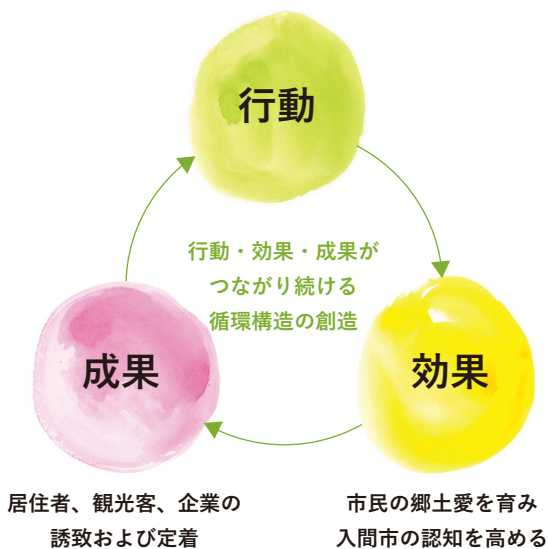 行動
行動・効果・成果が
つながり続ける
循環構造の創造
成果
効果
居住者、観光客、企業の
誘致および定着
市民の郷土愛を育み
入間市の認知を高める